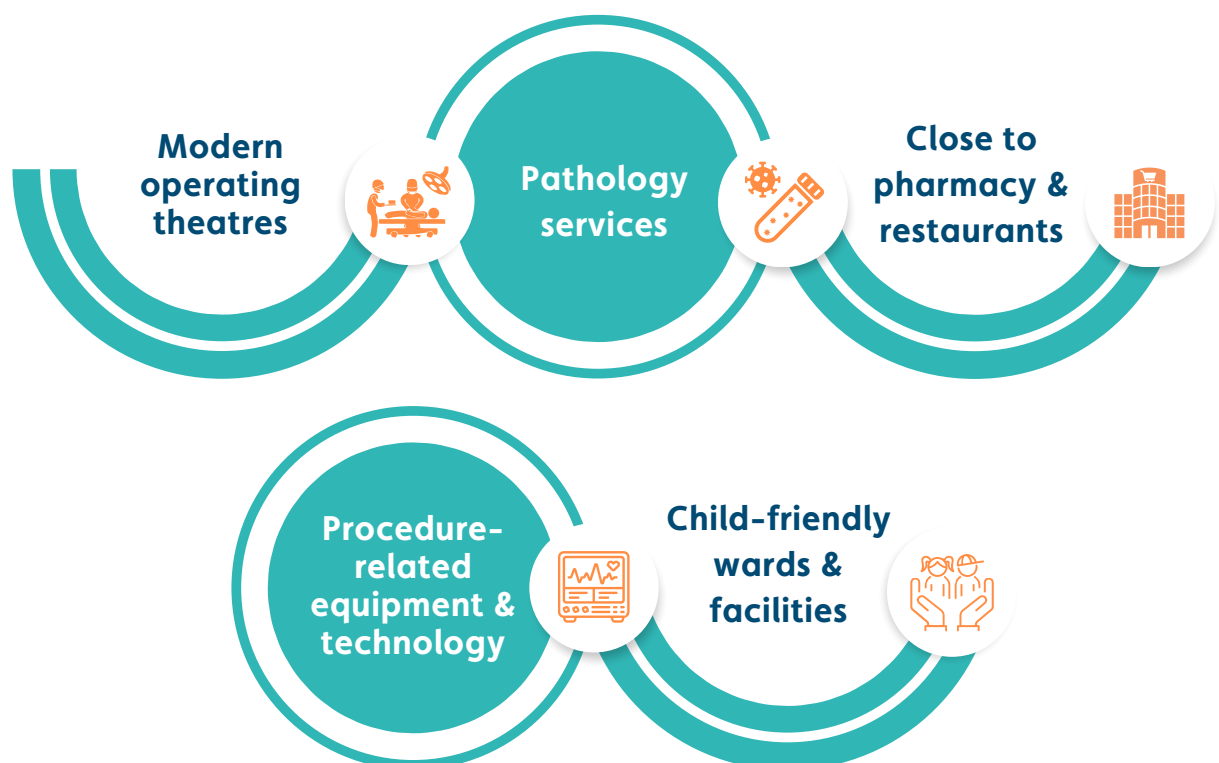 Modern
operating
theatres
Pathology
services
Close to
pharmacy &
restaurants
Procedure-
related
equipment &
technology
Child-friendly
wards &
facilities